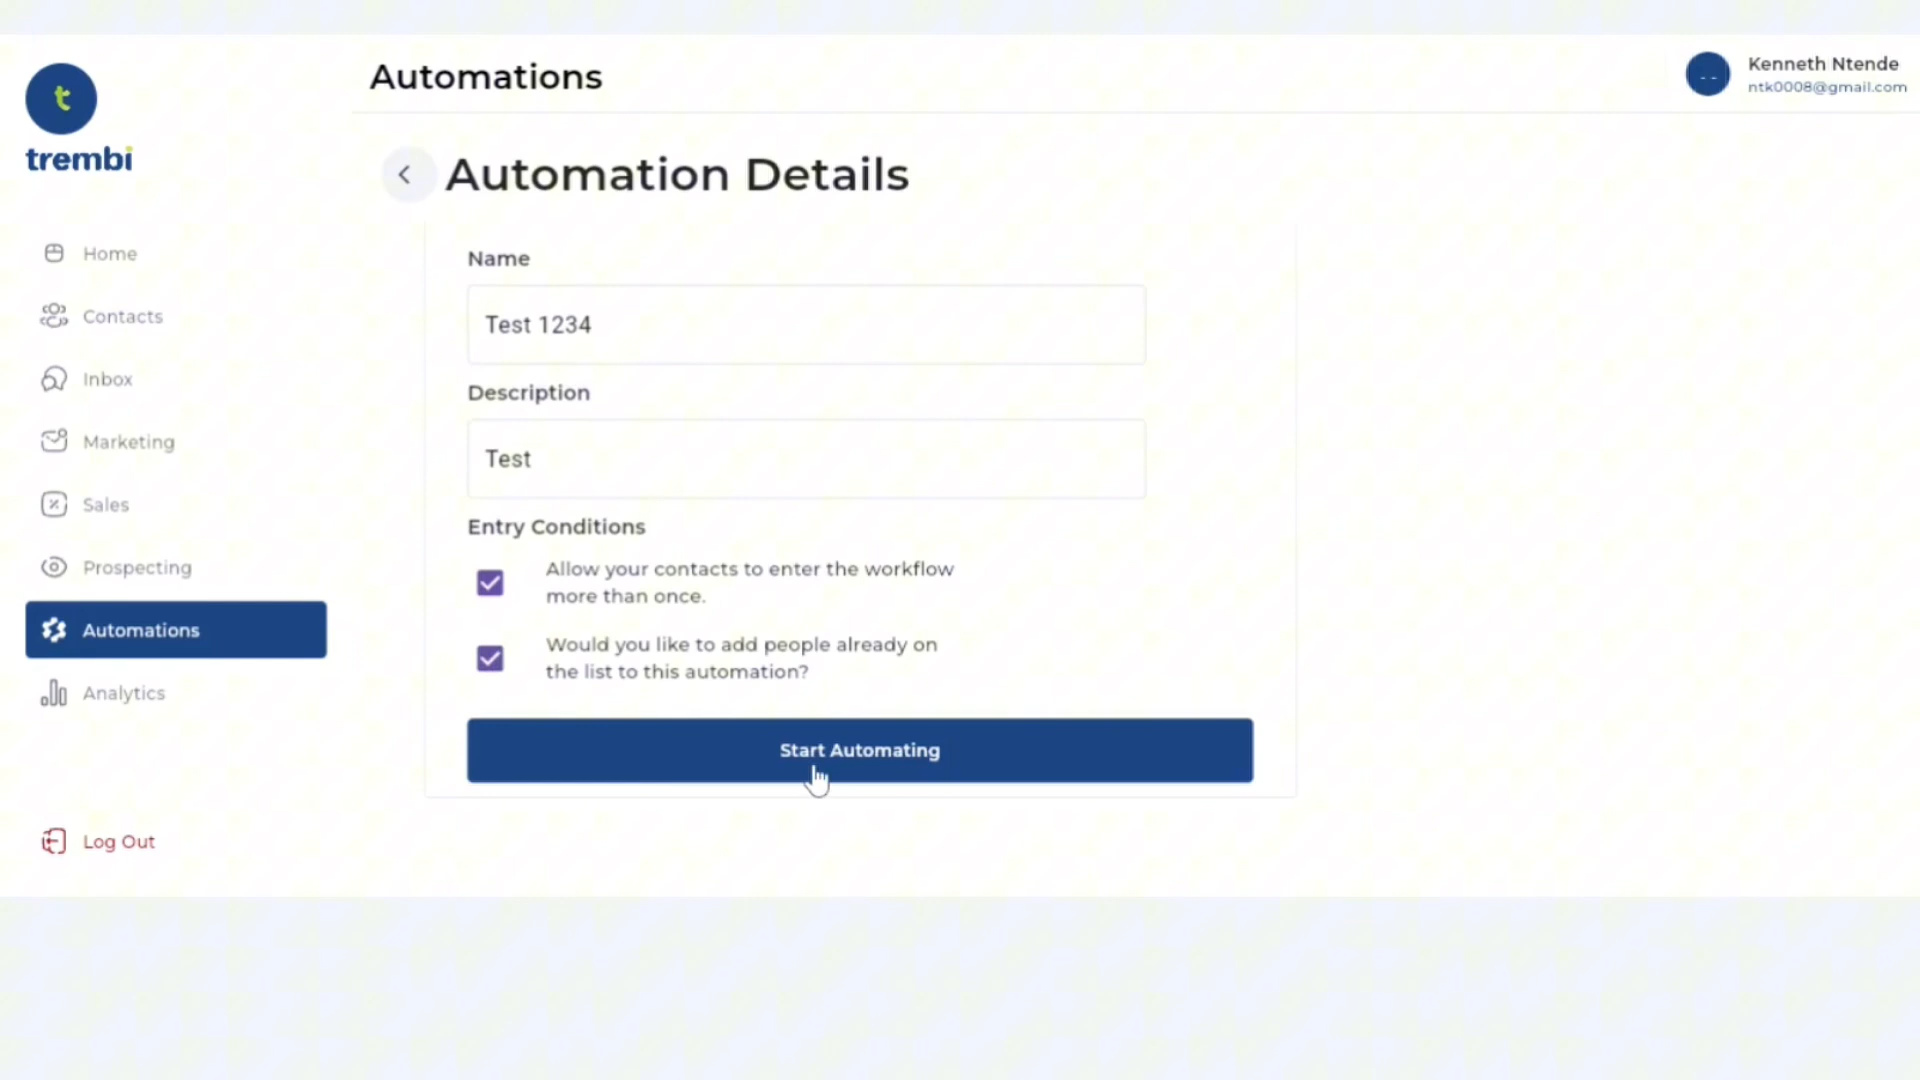 t
trembi
Home
Contacts
Inbox
Marketing
Sales
Prospecting
Automations
Analytics
Log Out
Automations
Kenneth Ntende
ntk0008@gmail.com
Automation Details
Name
Test 1234
Description
Test
Entry Conditions
Allow your contacts to enter the workflow
more than once.
Would you like to add people already on
the list to this automation?
Start Automating